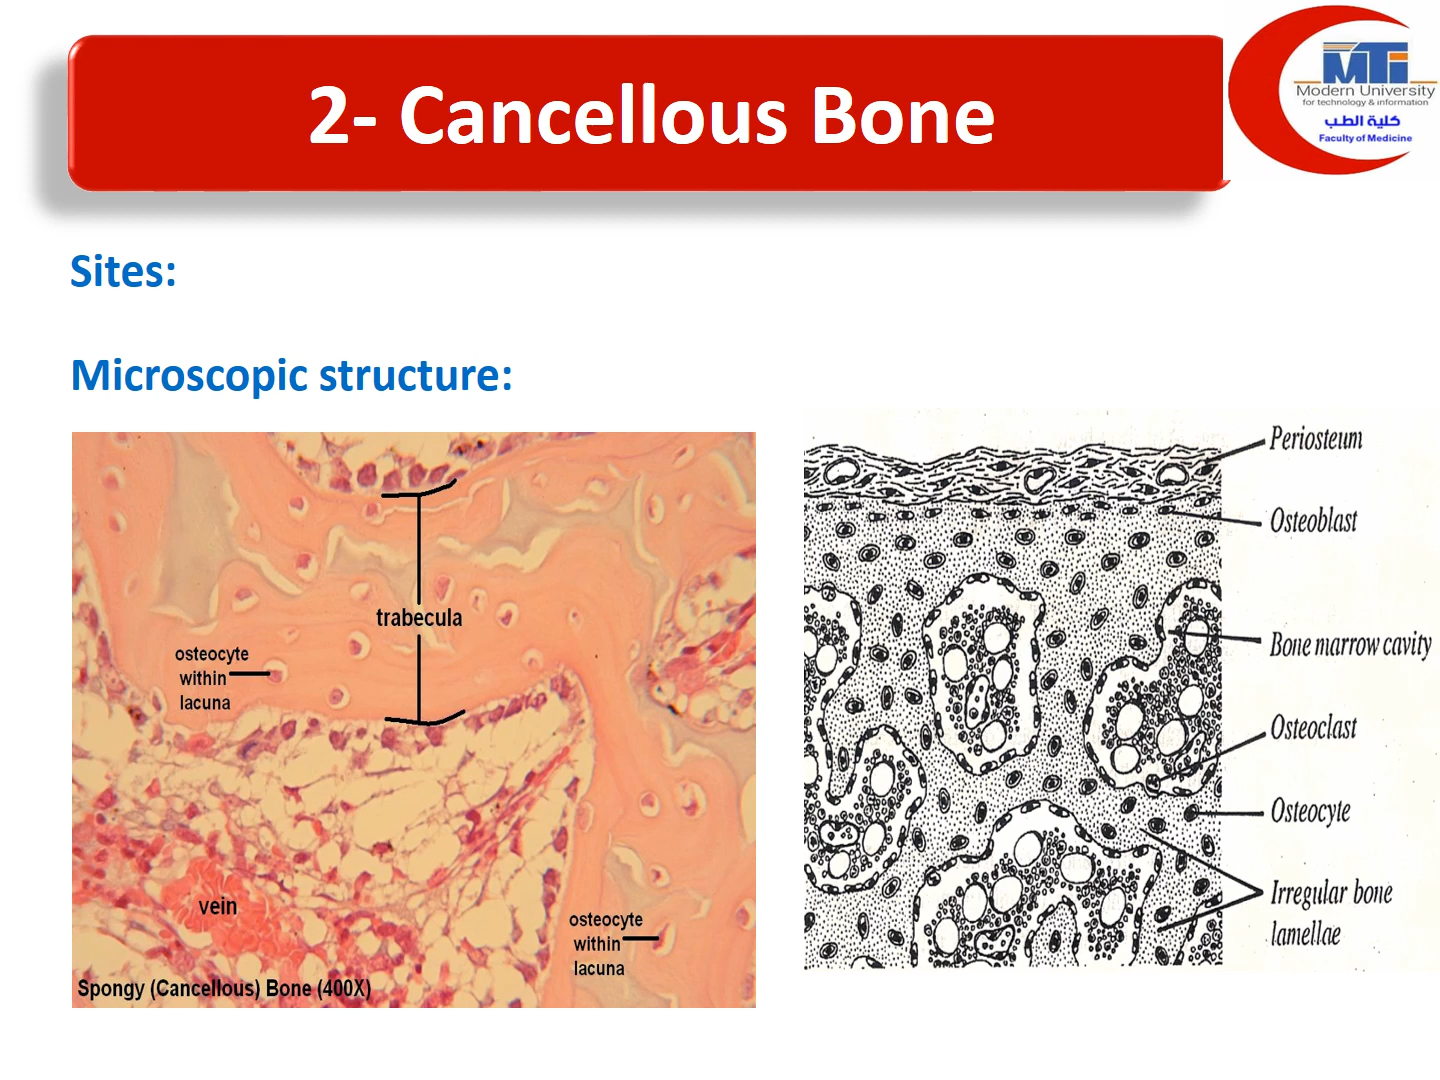 2- Cancellous Bone
MTi
Modern University
for technology & information
كلية الطب
Faculty of Medicine
Sites:
Microscopic structure:
trabecula
osteocyte
within
lacuna
vein
osteocyte
within
lacuna
Spongy (Cancellous) Bone (400X)
Periosteum
Osteoblast
Bone marrow cavity
Osteoclast
Osteocyte
Irregular bone
lamellae